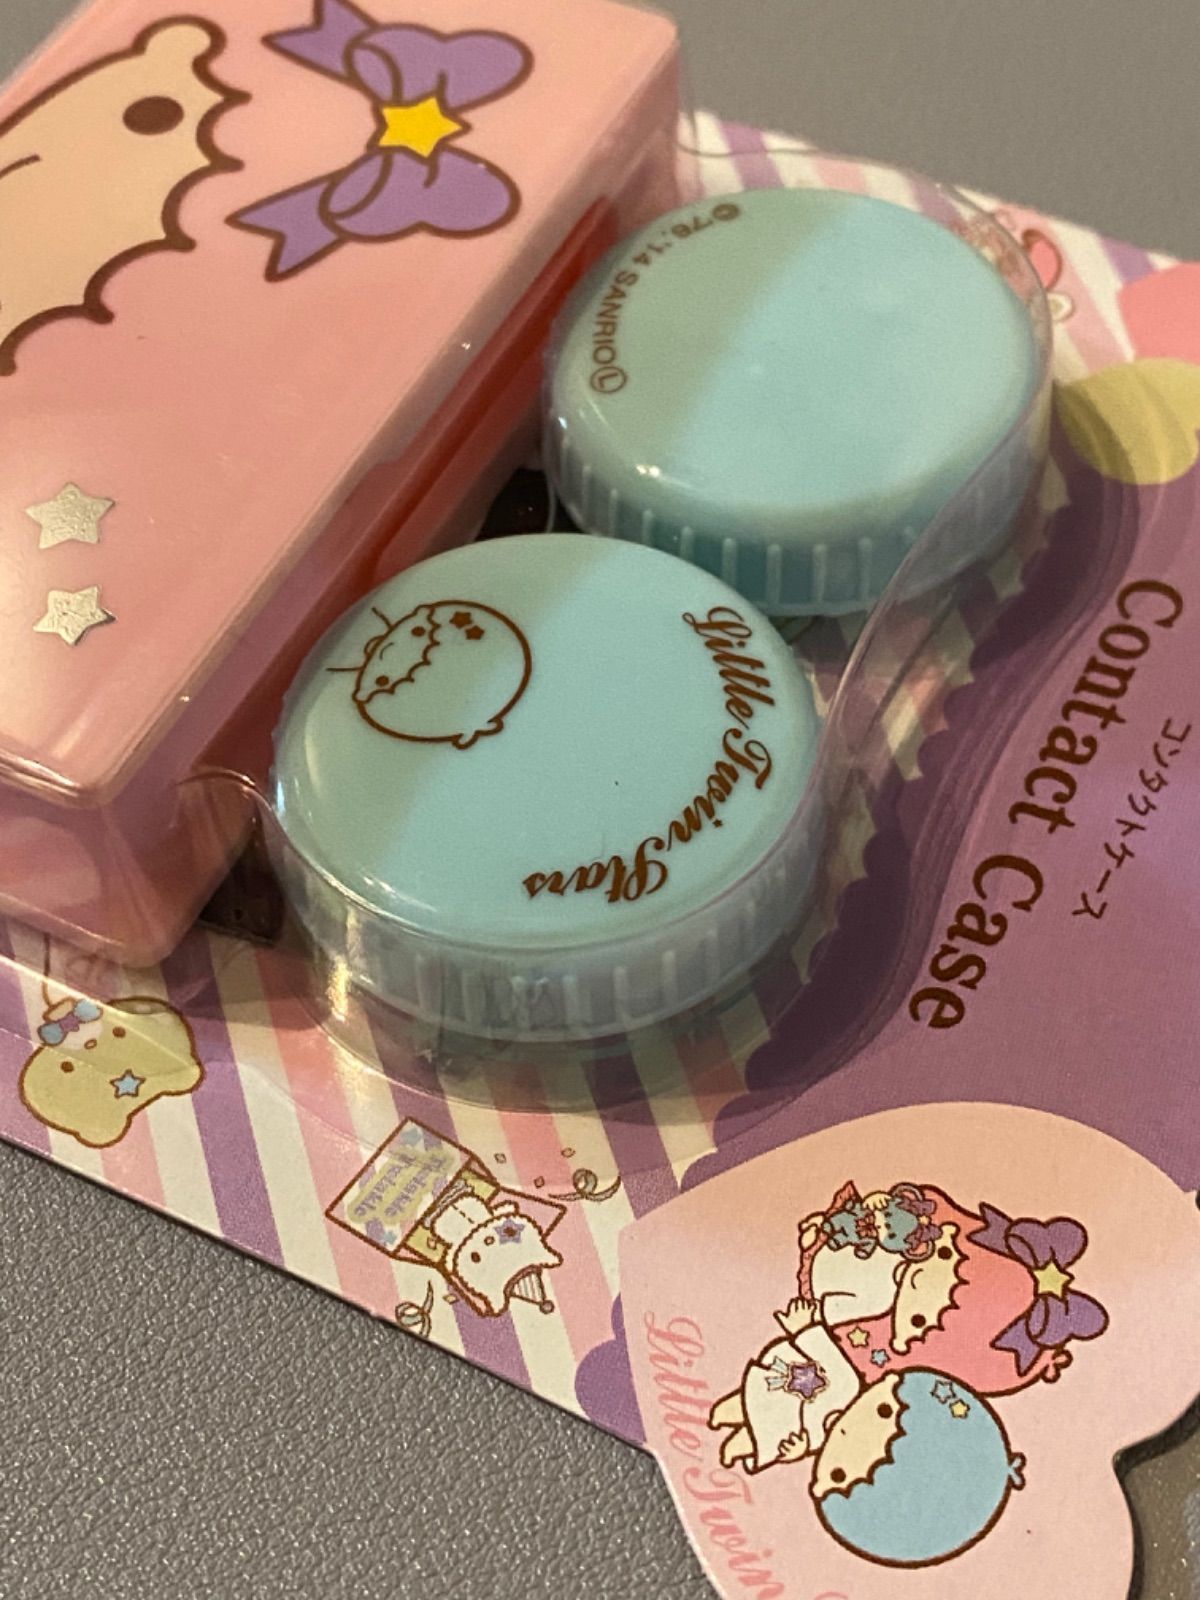 ©'76,'14 SANRIO Ⓛ
Little Twin Stars
Contact Case
コンタクトケース
Little Twin